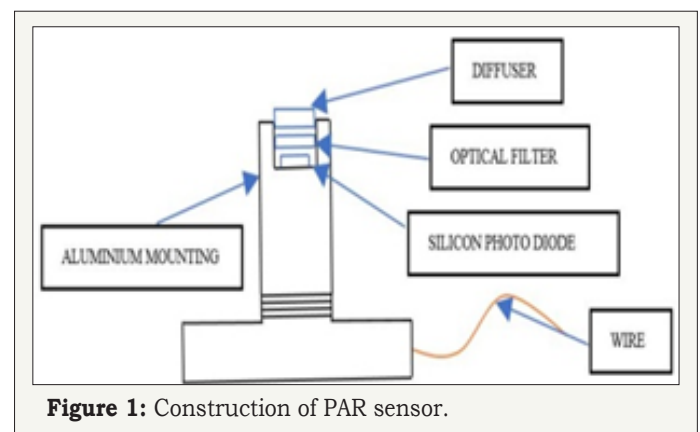 DIFFUSER
OPTICAL FILTER
SILICON PHOTO DIODE
ALUMINIUM MOUNTING
WIRE
Figure 1: Construction of PAR sensor.